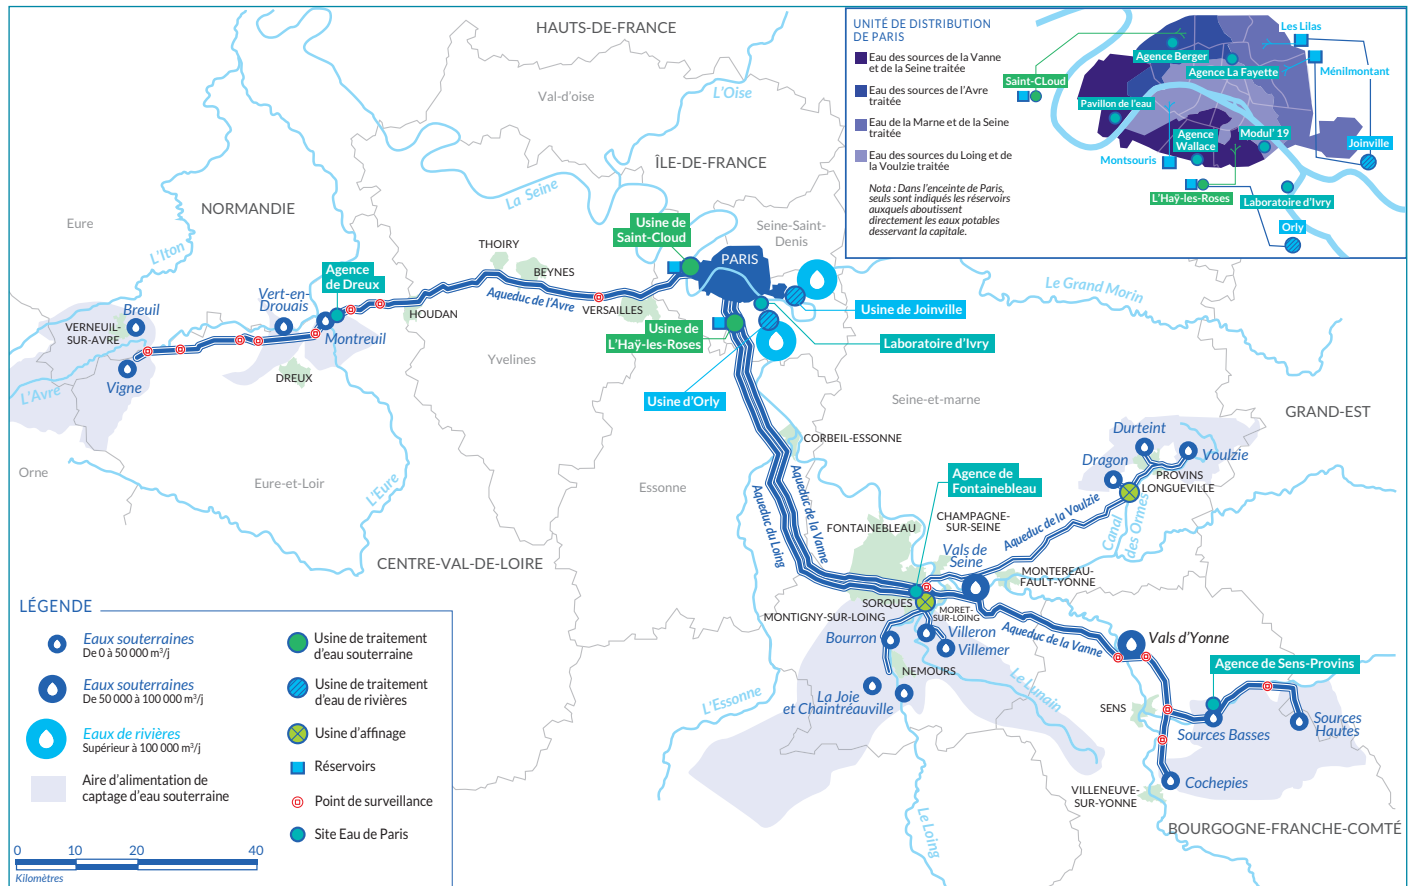 HAUTS-DE-FRANCE
Val-d'oise
L'Oise
ÎLE-DE-FRANCE
La Seine
NORMANDIE
Eure
L'Iton
Usine de
Saint-Cloud
Seine-Saint-
Denis
PARIS
THOIRY
BEYNES
Agence
de Dreux
Vert-en-
Drouais
Breuil
VERNEUIL-
SUR-AVRE
Aqueduc de l'Avre
VERSAILLES
HOUDAN
Montreuil
Usine de
L'Haÿ-les-Roses
Usine de Joinville
Laboratoire d'Ivry
Le Grand Morin
Yvelines
DREUX
Vigne
L'Avre
Usine d'Orly
Seine-et-marne
GRAND-EST
CORBEIL-ESSONNE
Durteint
Voulzie
Dragon
PROVINS
LONGUEVILLE
Orne
Eure-et-Loir
L'Eure
Essonne
Aqueduc du Loing
Aqueduc de la Vanne
Agence de
Fontainebleau
CHAMPAGNE-
SUR-SEINE
FONTAINEBLEAU
Aqueduc de la Voulzie
Canal
des Ormes
Vals de
Seine
MONTEREAU-
FAULT-YONNE
CENTRE-VAL-DE-LOIRE
SORQUES
MONTIGNY-SUR-LOING
MORET-
SUR-LOING
Bourron
Villeron
Villemer
Aqueduc de la Vanne
Vals d'Yonne
Agence de Sens-Provins
NEMOURS
La Joie
et Chaintréauville
Le Lunain
L'Essonne
SENS
Sources Basses
Sources
Hautes
Cochepies
VILLENEUVE-
SUR-YONNE
Le Loing
BOURGOGNE-FRANCHE-COMTÉ
UNITÉ DE DISTRIBUTION
DE PARIS
Eau des sources de la Vanne
et de la Seine traitée
Eau des sources de l'Avre
traitée
Eau de la Marne et de la Seine
traitée
Eau des sources du Loing et de
la Voulzie traitée
Nota : Dans l'enceinte de Paris,
seuls sont indiqués les réservoirs
auxquels aboutissent
directement les eaux potables
desservant la capitale.
Les Lilas
Agence Berger
Agence La Fayette
Ménilmontant
Saint-CLoud
Pavillon de l'eau
Agence
Wallace
Modul' 19
Montsouris
Joinville
L'Haÿ-les-Roses
Laboratoire d'Ivry
Orly
LÉGENDE
Eaux souterraines
De 0 à 50 000 m³/j
Eaux souterraines
De 50 000 à 100 000 m³/j
Eaux de rivières
Supérieur à 100 000 m³/j
Aire d'alimentation de
captage d'eau souterraine
Usine de traitement
d'eau souterraine
Usine de traitement
d'eau de rivières
Usine d'affinage
Réservoirs
Point de surveillance
Site Eau de Paris
0 10 20 40
Kilomètres